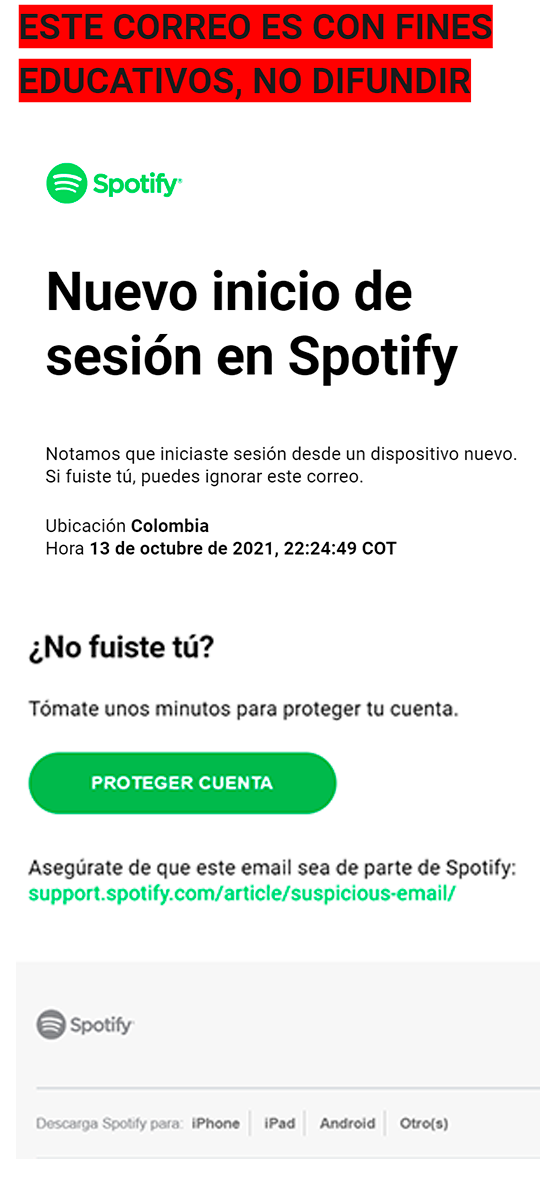 ESTE CORREO ES CON FINES
EDUCATIVOS, NO DIFUNDIR
Spotify
Nuevo inicio de
sesión en Spotify
Notamos que iniciaste sesión desde un dispositivo nuevo.
Si fuiste tú, puedes ignorar este correo.
Ubicación Colombia
Hora 13 de octubre de 2021, 22:24:49 COT
¿No fuiste tú?
Tómate unos minutos para proteger tu cuenta.
PROTEGER CUENTA
Asegúrate de que este email sea de parte de Spotify:
support.spotify.com/article/suspicious-email/
Spotify
Descarga Spotify para: iPhone | iPad | Android | Otro(s)